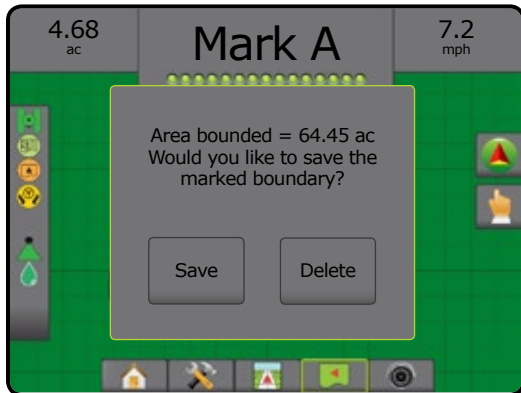 4.68
ac
Mark A
7.2
mph
Area bounded = 64.45 ac
Would you like to save the
marked boundary?
Save
Delete